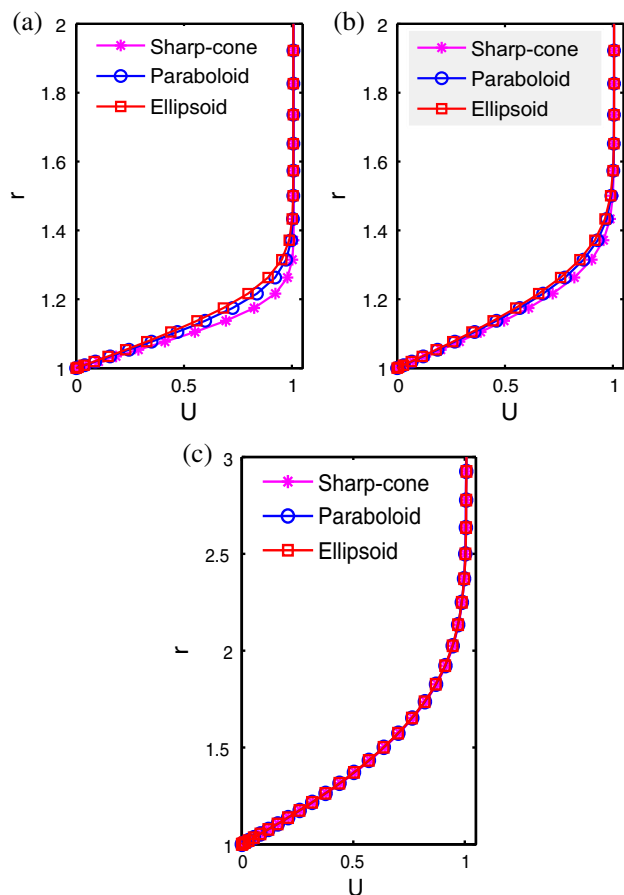 (a)
2
1.8
1.6
1.4
1.2
1
r
0
0.5
1
U
Sharp-cone
Paraboloid
Ellipsoid
(b)
2
1.8
1.6
1.4
1.2
1
r
0
0.5
1
U
Sharp-cone
Paraboloid
Ellipsoid
(c)
3
2.5
2
1.5
1
r
0
0.5
1
U
Sharp-cone
Paraboloid
Ellipsoid